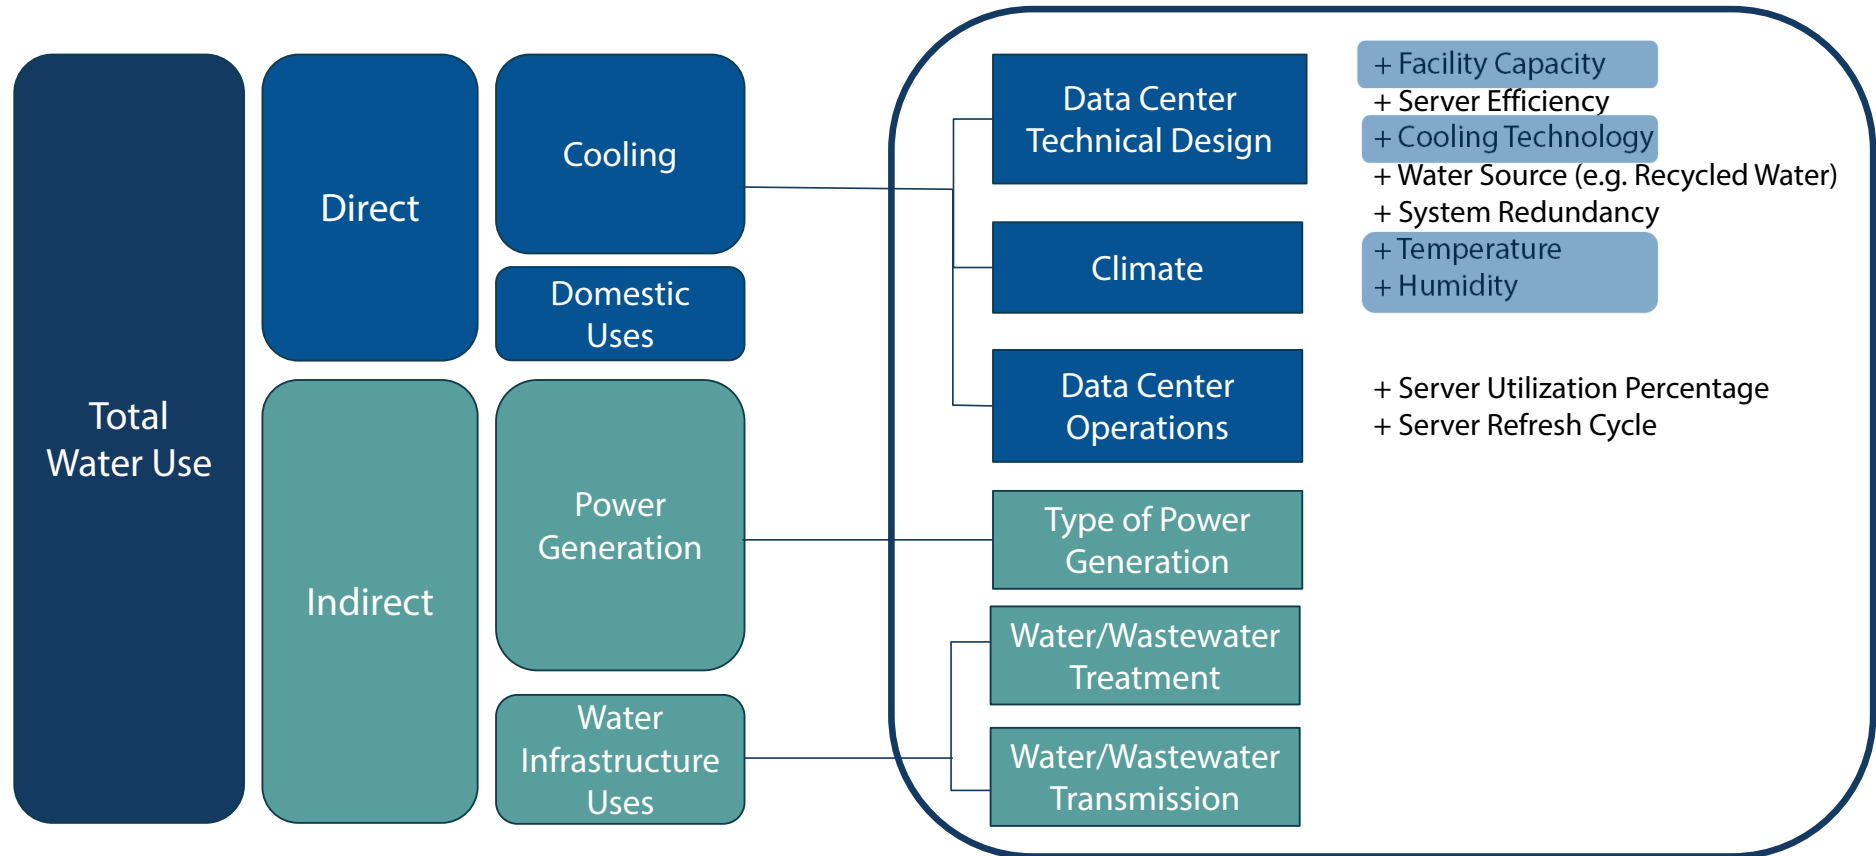 Total
Water Use
Direct
Indirect
Cooling
Domestic
Uses
Power
Generation
Water
Infrastructure
Uses
Data Center
Technical Design
+ Facility Capacity
+ Server Efficiency
+ Cooling Technology
+ Water Source (e.g. Recycled Water)
+ System Redundancy
Climate
+ Temperature
+ Humidity
Data Center
Operations
+ Server Utilization Percentage
+ Server Refresh Cycle
Type of Power
Generation
Water/Wastewater
Treatment
Water/Wastewater
Transmission